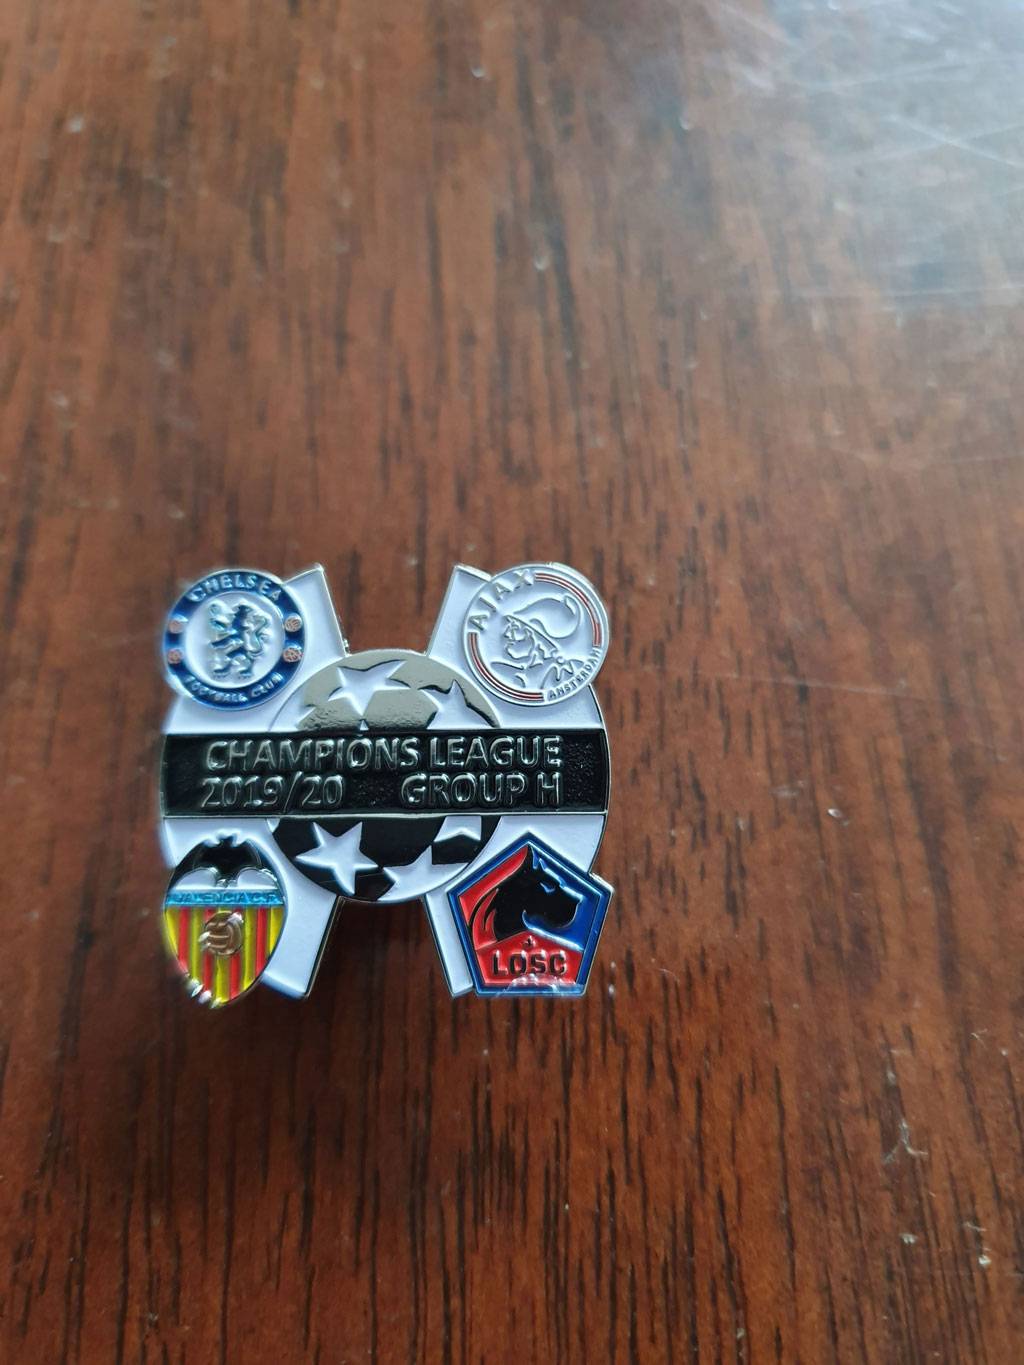 CHELSEA
FOOTBALL CLUB
AJAX
AMSTERDAM
CHAMPIONS LEAGUE
2019/20 GROUP H
VALENCIA C.F.
LOSC